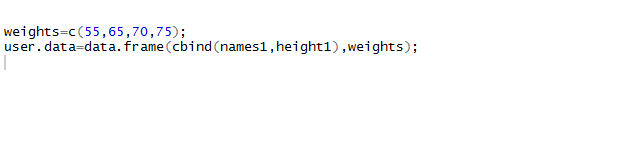 weights=c(55,65,70,75);
user.data=data.frame(cbind(names1,height1),weights);